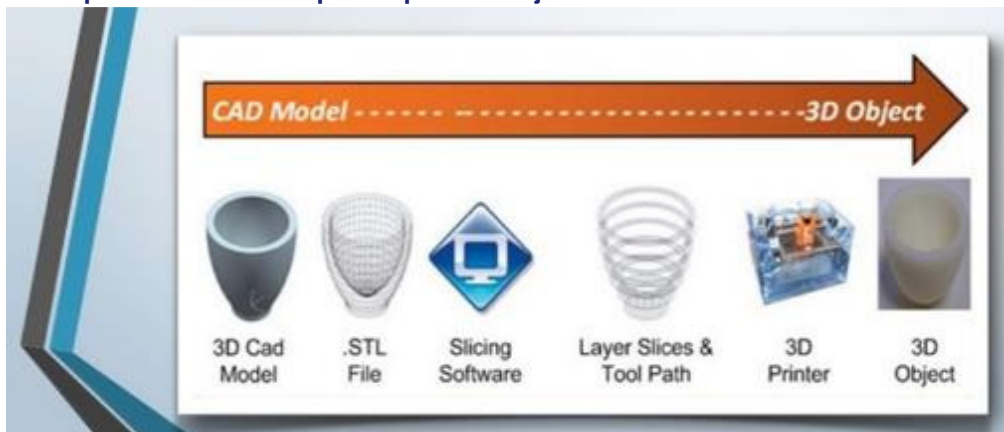 CAD Model - - - - - - -- - - - - - - - - - - - - - - - - - - - - - - -3D Object
3D Cad
Model
.STL
File
Slicing
Software
Layer Slices &
Tool Path
3D
Printer
3D
Object